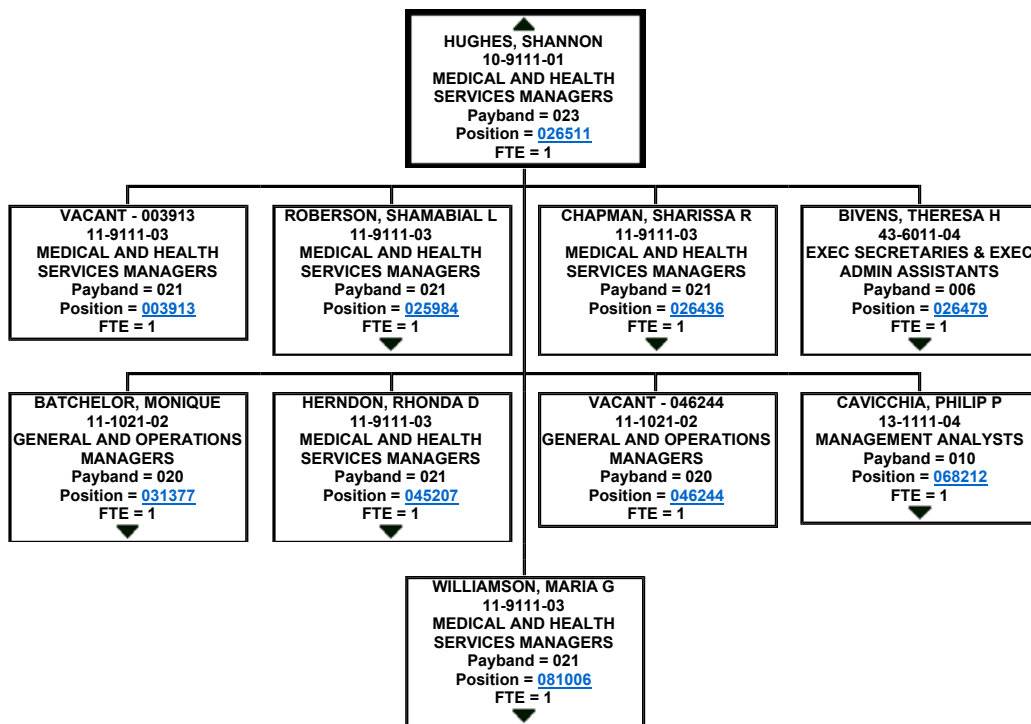 HUGHES, SHANNON
10-9111-01
MEDICAL AND HEALTH
SERVICES MANAGERS
Payband = 023
Position = 026511
FTE = 1
VACANT - 003913
11-9111-03
MEDICAL AND HEALTH
SERVICES MANAGERS
Payband = 021
Position = 003913
FTE = 1
ROBERSON, SHAMABIAL L
11-9111-03
MEDICAL AND HEALTH
SERVICES MANAGERS
Payband = 021
Position = 025984
FTE = 1
CHAPMAN, SHARISSA R
11-9111-03
MEDICAL AND HEALTH
SERVICES MANAGERS
Payband = 021
Position = 026436
FTE = 1
BIVENS, THERESA H
43-6011-04
EXEC SECRETARIES & EXEC
ADMIN ASSISTANTS
Payband = 006
Position = 026479
FTE = 1
BATCHELOR, MONIQUE
11-1021-02
GENERAL AND OPERATIONS
MANAGERS
Payband = 020
Position = 031377
FTE = 1
HERNDON, RHONDA D
11-9111-03
MEDICAL AND HEALTH
SERVICES MANAGERS
Payband = 021
Position = 045207
FTE = 1
VACANT - 046244
11-1021-02
GENERAL AND OPERATIONS
MANAGERS
Payband = 020
Position = 046244
FTE = 1
CAVICCHIA, PHILIP P
13-1111-04
MANAGEMENT ANALYSTS
Payband = 010
Position = 068212
FTE = 1
WILLIAMSON, MARIA G
11-9111-03
MEDICAL AND HEALTH
SERVICES MANAGERS
Payband = 021
Position = 081006
FTE = 1